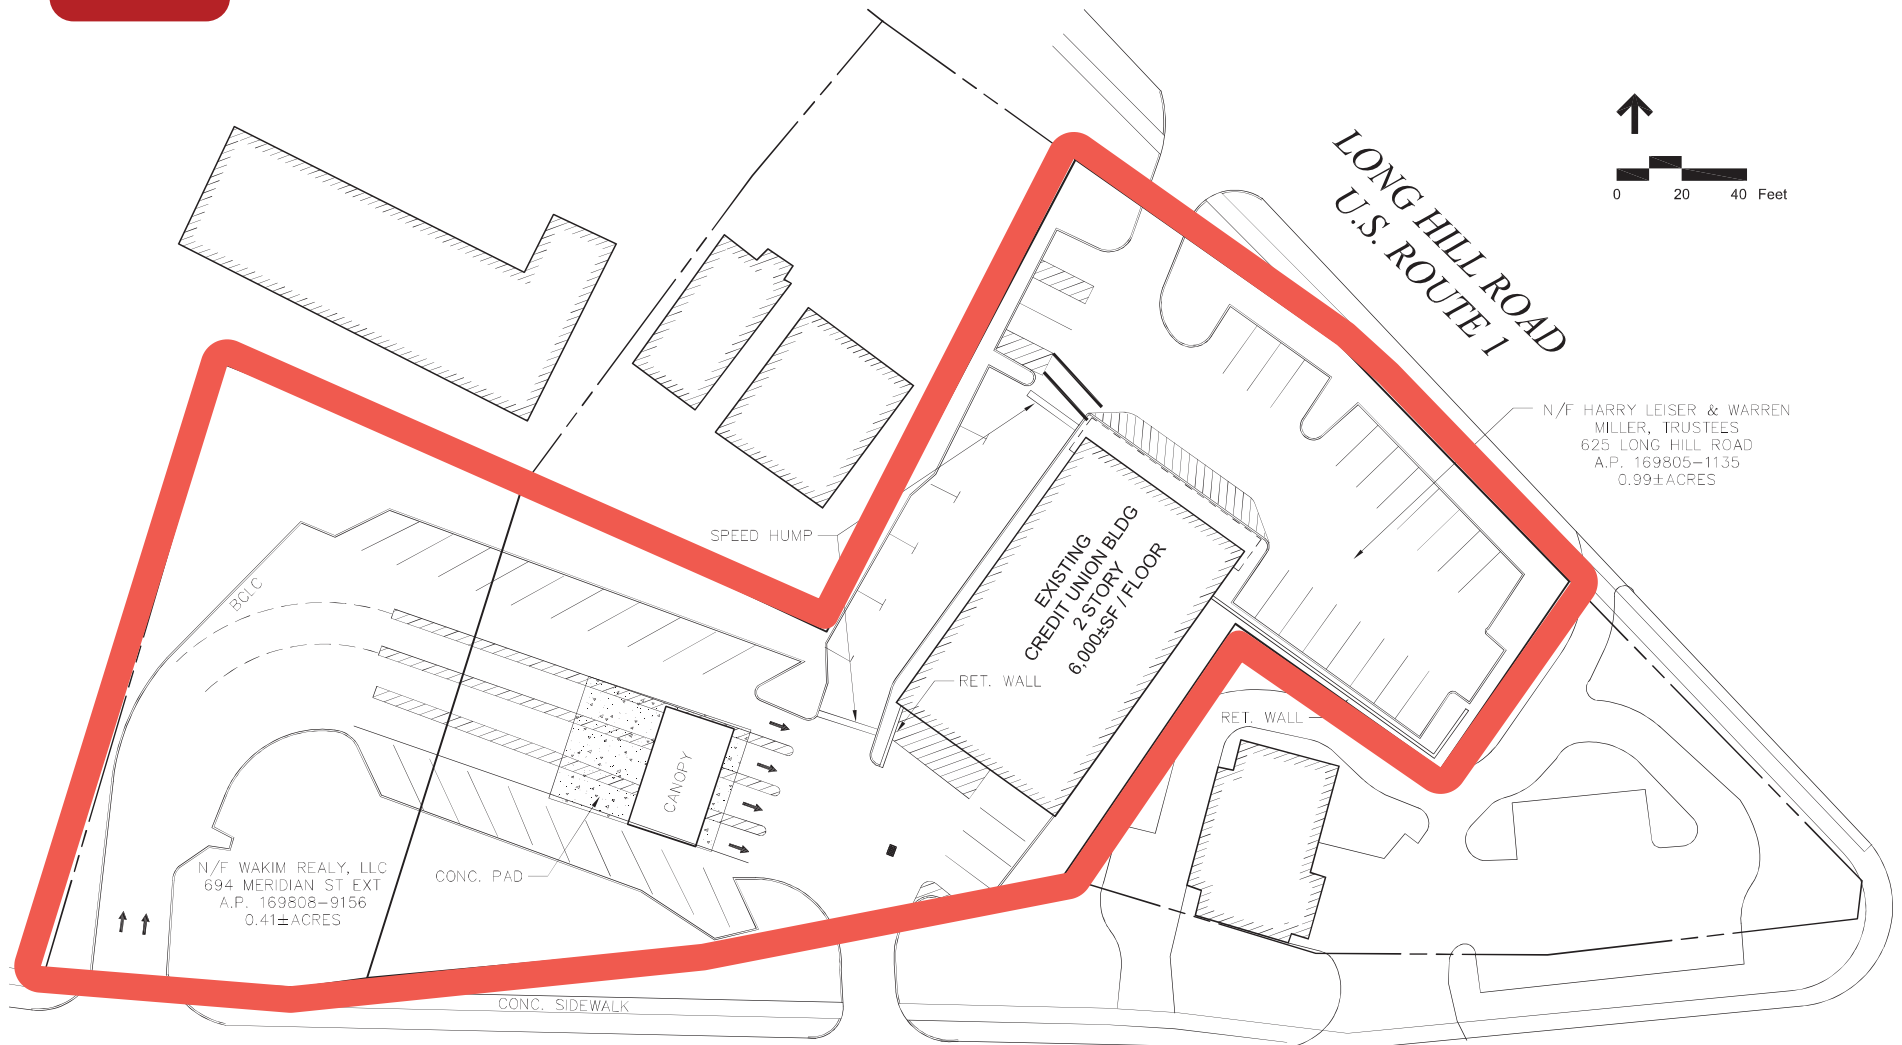 LONG HILL ROAD
U.S. ROUTE 1
0 20 40 Feet
N/F HARRY LEISER & WARREN
MILLER, TRUSTEES
625 LONG HILL ROAD
A.P. 169805-1135
0.99±ACRES
SPEED HUMP
EXISTING
CREDIT UNION BLDG
2 STORY
6,000±SF / FLOOR
BCLC
RET. WALL
RET. WALL
CANOPY
CONC. PAD
N/F WAKIM REALY, LLC
694 MERIDIAN ST EXT
A.P. 169808-9156
0.41±ACRES
CONC. SIDEWALK